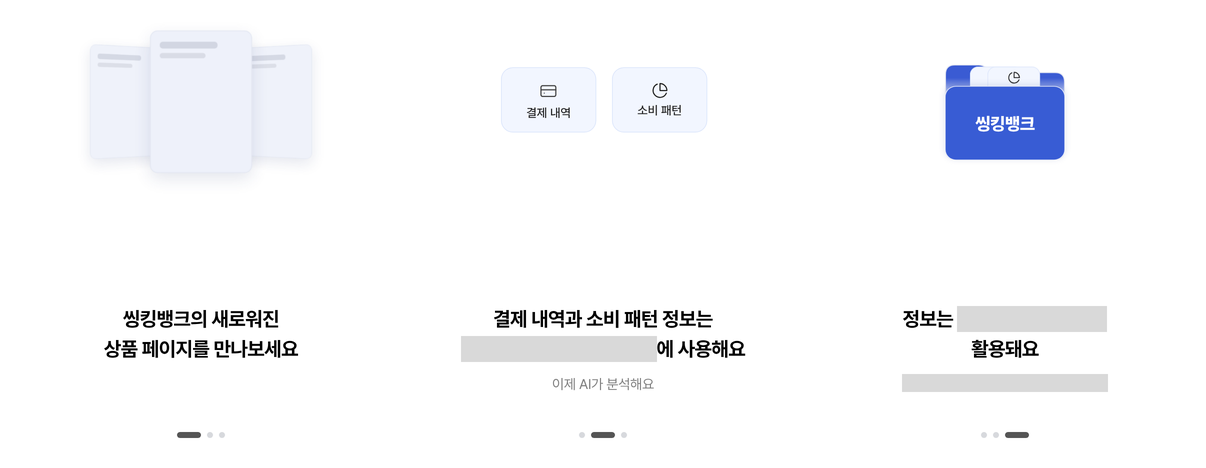 결제 내역
소비 패턴
씽킹뱅크
씽킹뱅크의 새로워진
상품 페이지를 만나보세요
결제 내역과 소비 패턴 정보는
에 사용해요
이제 AI가 분석해요
정보는
활용돼요